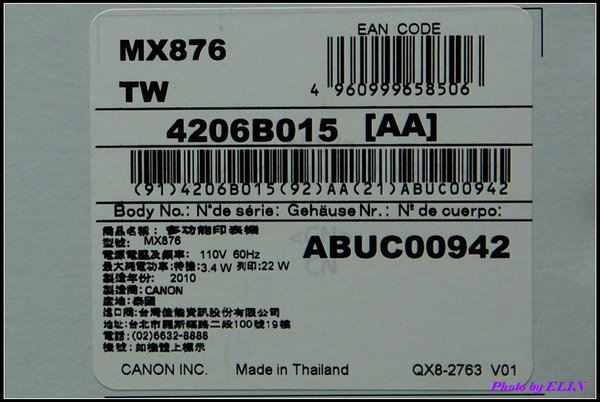 MX876
TW
EAN CODE
4 960999 658506
4206B015 [AA]
(91)4206B015(92)AA(21)ABUC00942
Body No.: N°de série: Gehäuse Nr.: Nº de cuerpo:
ABUC00942
商品名稱: 多功能印表機
型號: MX876
電源電壓及頻率: 110V 60Hz
最大耗電功率:待機:3.4 W 列印:22 W
製造年份: 2010
製造商:CANON
產地:泰國
進口商:台灣佳能資訊股份有限公司
地址:台北市羅斯福路二段100號19樓
電話:(02)6632-8888
機號:如機體上標示
CANON INC. Made in Thailand QX8-2763 V01
Photo by ELIN